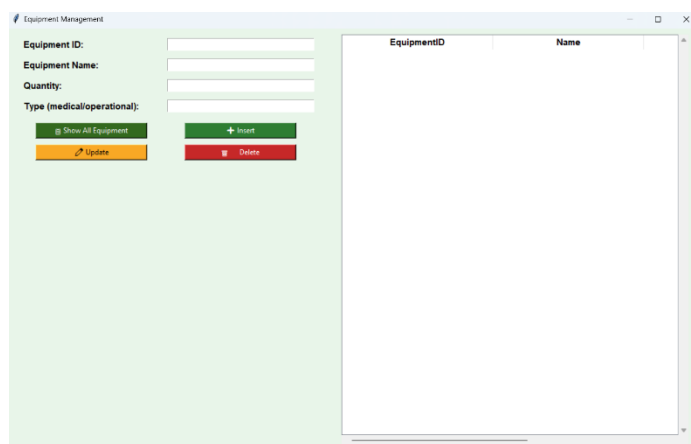 Equipment Management
Equipment ID:
Equipment Name:
Quantity:
Type (medical/operational):
Show All Equipment
Insert
Update
Delete
EquipmentID Name